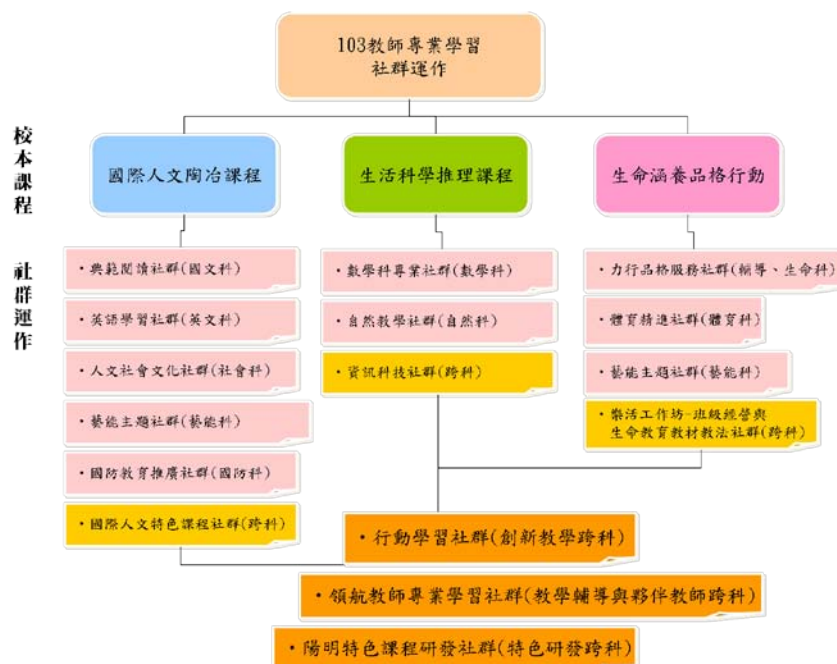 103教師專業學習
社群運作
校本課程
國際人文陶冶課程
生活科學推理課程
生命涵養品格行動
社群運作
・典範閱讀社群(國文科)
・英語學習社群(英文科)
・人文社會文化社群(社會科)
・藝能主題社群(藝能科)
・國防教育推廣社群(國防科)
・國際人文特色課程社群(跨科)
・數學科專業社群(數學科)
・自然教學社群(自然科)
・資訊科技社群(跨科)
・力行品格服務社群(輔導、生命科)
・體育精進社群(體育科)
・藝能主題社群(藝能科)
・樂活工作坊-班級經營與
生命教育教材教法社群(跨科)
・行動學習社群(創新教學跨科)
・領航教師專業學習社群(教學輔導與夥伴教師跨科)
・陽明特色課程研發社群(特色研發跨科)